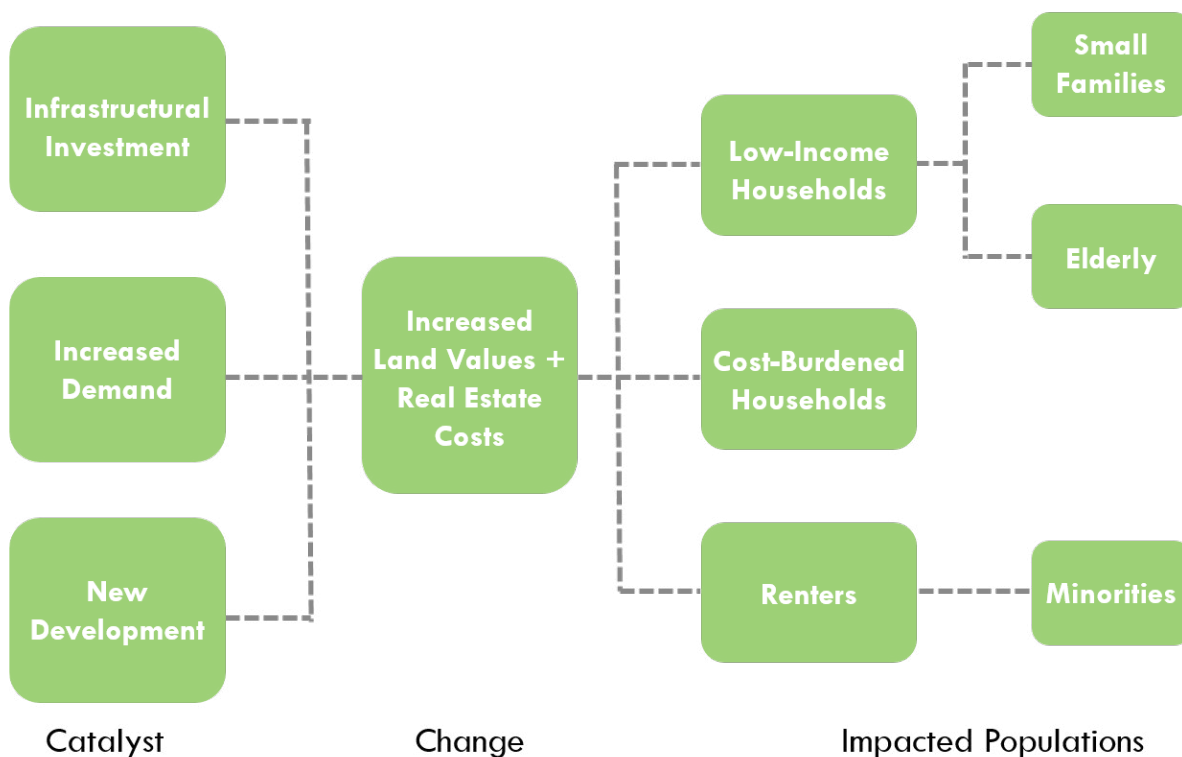 Infrastructural
Investment
Increased
Demand
New
Development
Increased
Land Values +
Real Estate
Costs
Low-Income
Households
Cost-Burdened
Households
Renters
Small
Families
Elderly
Minorities
Catalyst
Change
Impacted Populations